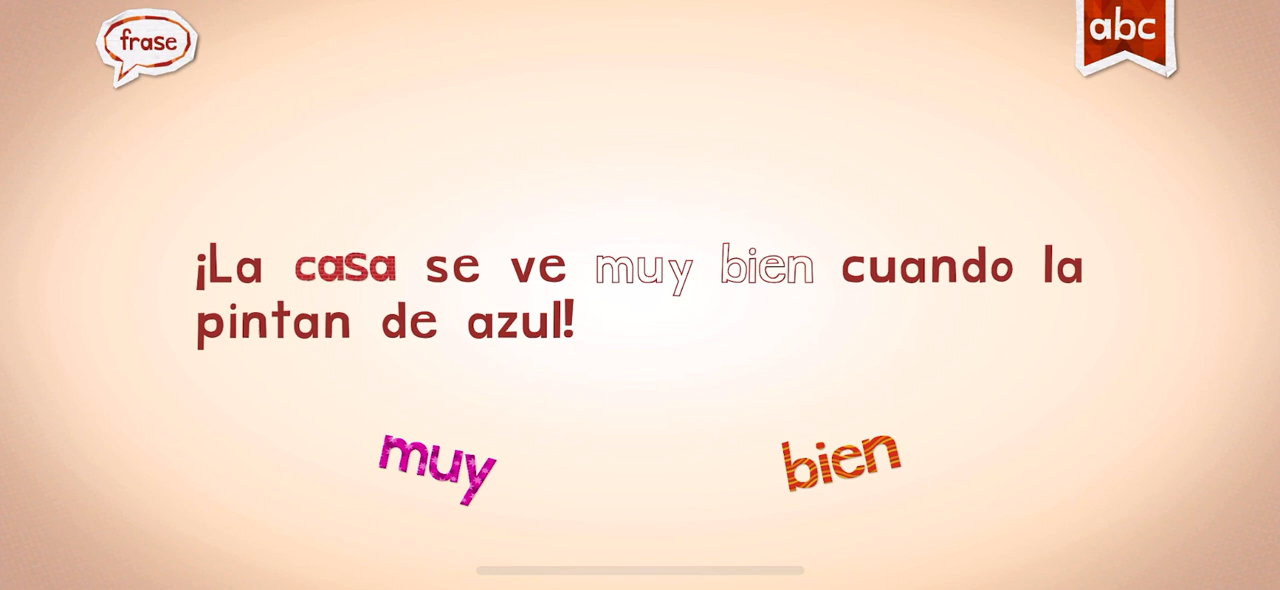 frase
abc
¡La casa se ve muy bien cuando la
pintan de azul!
muy
bien